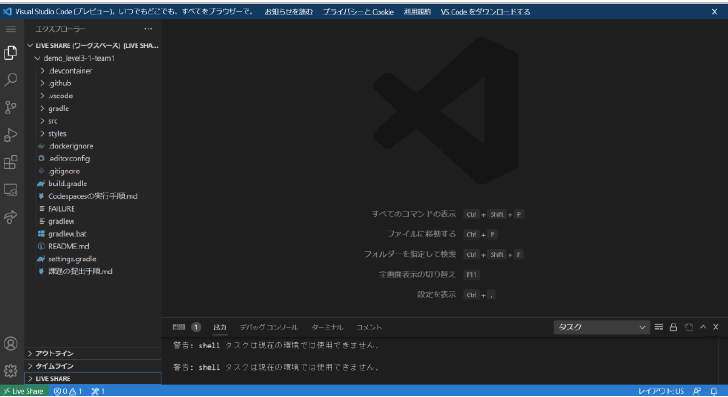 Visual Studio Code (プレビュー)、いつでもどこでも、すべてをブラウザーで。 お知らせを読む プライバシーと Cookie 利用規約 VS Code をダウンロードする
エクスプローラー
LIVE SHARE (ワークスペース) [LIVE SHA...
demo_level3-1-team1
.devcontainer
.github
.vscode
gradle
src
styles
.dockerignore
.editorconfig
.gitignore
build.gradle
Codespacesの実行手順.md
FAILURE
gradlew
gradlew.bat
README.md
settings.gradle
課題の提出手順.md
アウトライン
タイムライン
LIVE SHARE
すべてのコマンドの表示 Ctrl + Shift + P
ファイルに移動する Ctrl + P
フォルダーを指定して検索 Ctrl + Shift + F
全画面表示の切り替え F11
設定を表示 Ctrl + ,
問題 1 出力 デバッグ コンソール ターミナル コメント タスク
警告: shell タスクは現在の環境では使用できません。
警告: shell タスクは現在の環境では使用できません。
Live Share 0 1 1 レイアウト: US